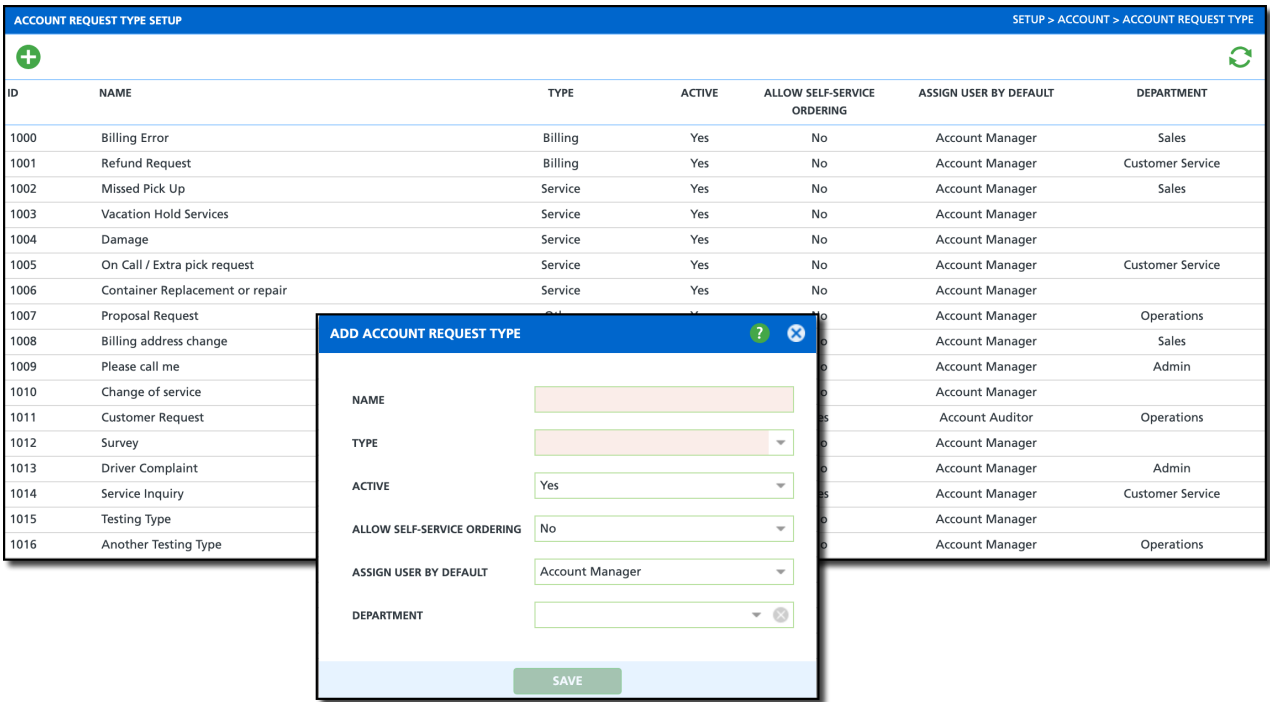 ACCOUNT REQUEST TYPE SETUP SETUP > ACCOUNT > ACCOUNT REQUEST TYPE
ID NAME TYPE ACTIVE ALLOW SELF-SERVICE ORDERING ASSIGN USER BY DEFAULT DEPARTMENT
1000 Billing Error Billing Yes No Account Manager Sales
1001 Refund Request Billing Yes No Account Manager Customer Service
1002 Missed Pick Up Service Yes No Account Manager Sales
1003 Vacation Hold Services Service Yes No Account Manager
1004 Damage Service Yes No Account Manager
1005 On Call / Extra pick request Service Yes No Account Manager Customer Service
1006 Container Replacement or repair Service Yes No Account Manager
1007 Proposal Request Account Manager Operations
1008 Billing address change Account Manager Sales
1009 Please call me Account Manager Admin
1010 Change of service Account Manager
1011 Customer Request Account Auditor Operations
1012 Survey Account Manager
1013 Driver Complaint Account Manager Admin
1014 Service Inquiry Account Manager Customer Service
1015 Testing Type Account Manager
1016 Another Testing Type Account Manager Operations
ADD ACCOUNT REQUEST TYPE ?
NAME
TYPE
ACTIVE Yes
ALLOW SELF-SERVICE ORDERING No
ASSIGN USER BY DEFAULT Account Manager
DEPARTMENT
SAVE